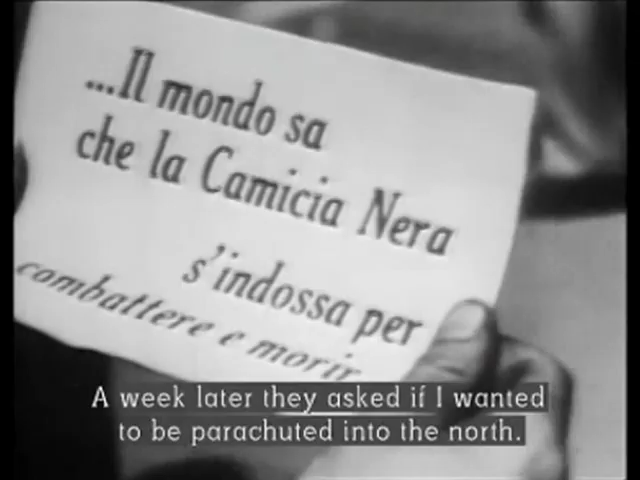 ...Il mondo sa
che la Camicia Nera
s'indossa per
combattere e morir
A week later they asked if I wanted
to be parachuted into the north.